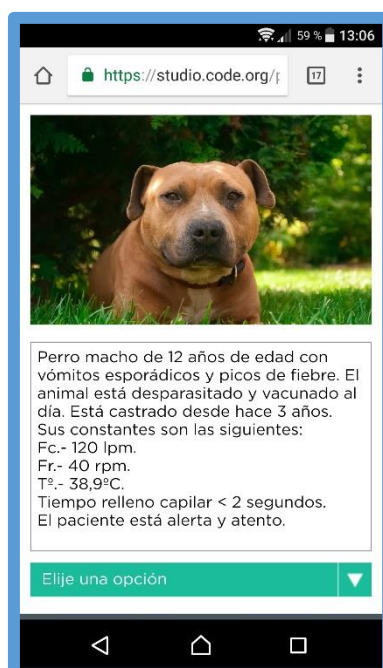 59 % 13:06
https://studio.code.org/p
17
Perro macho de 12 años de edad con
vómitos esporádicos y picos de fiebre. El
animal está desparasitado y vacunado al
día. Está castrado desde hace 3 años.
Sus constantes son las siguientes:
Fc.- 120 lpm.
Fr.- 40 rpm.
Tº.- 38,9ºC.
Tiempo relleno capilar < 2 segundos.
El paciente está alerta y atento.
Elije una opción